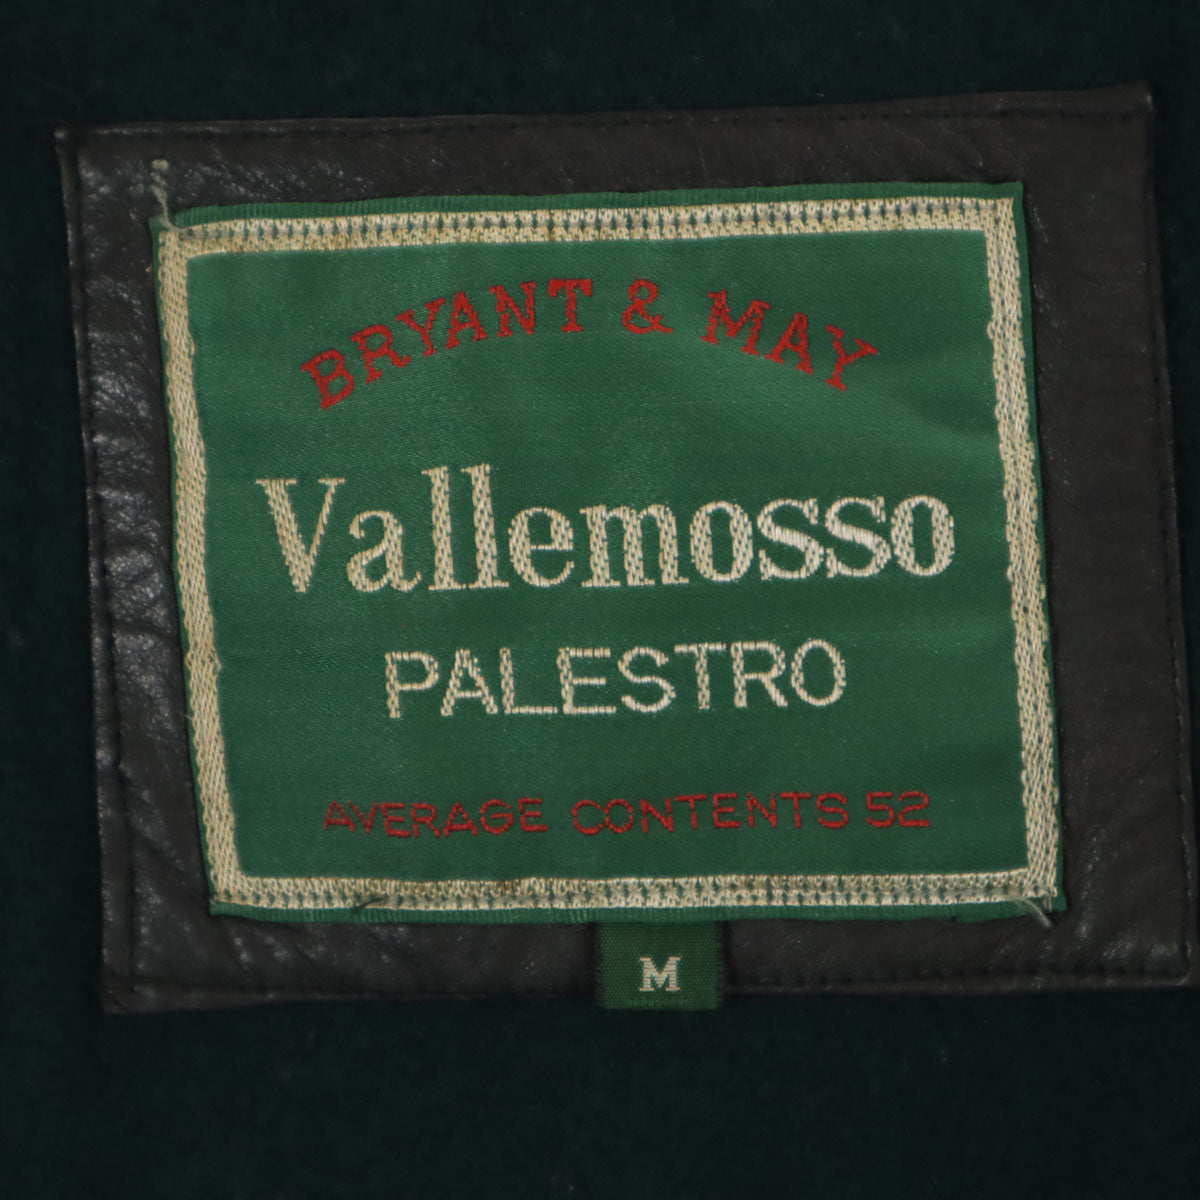 BRYANT & MAY
Vallemosso
PALESTRO
AVERAGE CONTENTS 52
M